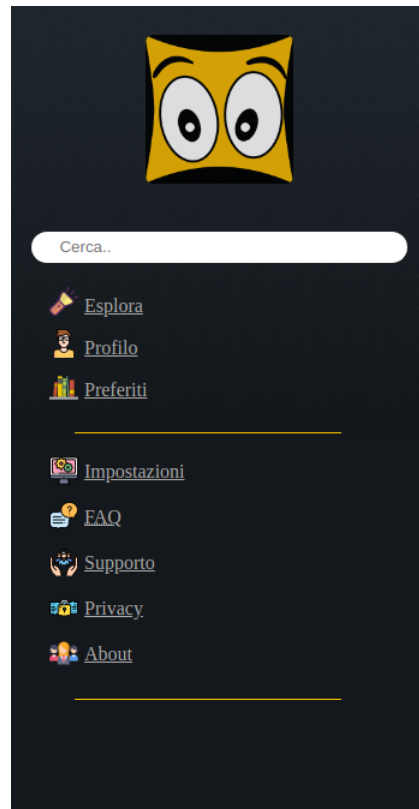 Cerca..
Esplora
Profilo
Preferiti
Impostazioni
FAQ
Supporto
Privacy
About